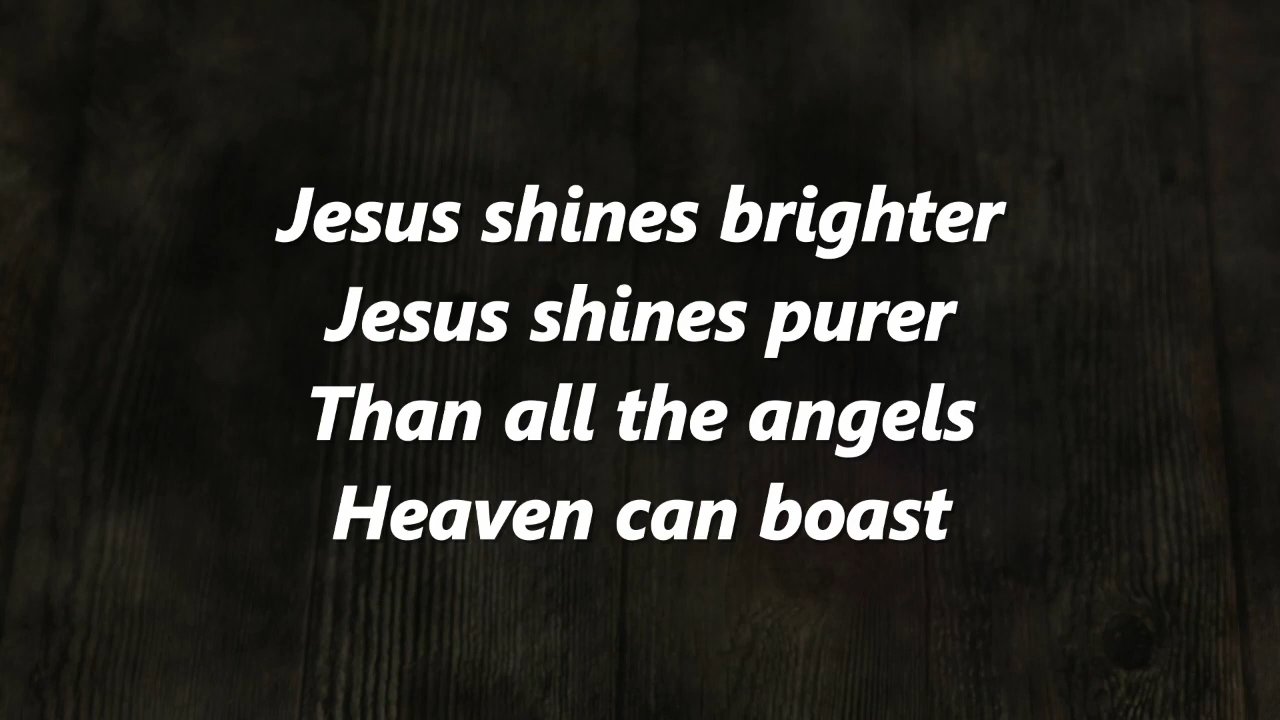 Jesus shines brighter
Jesus shines purer
Than all the angels
Heaven can boast